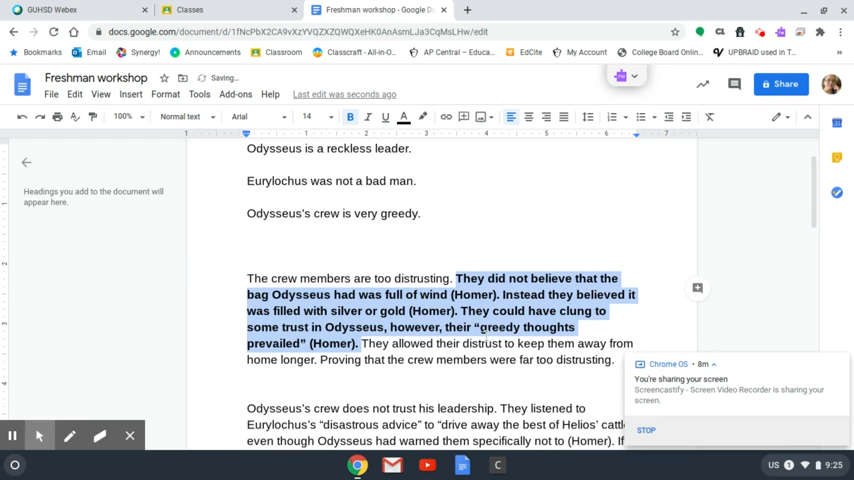 GUHSD Webex
Classes
Freshman workshop - Google Do
docs.google.com/document/d/1fNcPbX2CA9vXzYVQZXZQWQXeHK0AnAsmLJa3CqMsLHw/edit
Bookmarks Email Synergy! Announcements Classroom Classcraft - All-in-O... AP Central – Educa... EdCite My Account College Board Onlin... UPBRAID used in T...
Freshman workshop Saving...
File Edit View Insert Format Tools Add-ons Help Last edit was seconds ago
Share
100% Normal text Arial 14 B I U A
1 1 2 3 4 5 6 7
Odysseus is a reckless leader.
Headings you add to the document will
appear here.
Eurylochus was not a bad man.
Odysseus's crew is very greedy.
The crew members are too distrusting. They did not believe that the
bag Odysseus had was full of wind (Homer). Instead they believed it
was filled with silver or gold (Homer). They could have clung to
some trust in Odysseus, however, their “greedy thoughts
prevailed” (Homer). They allowed their distrust to keep them away from
home longer. Proving that the crew members were far too distrusting.
Chrome OS • 8m
You're sharing your screen
Screencastify - Screen Video Recorder is sharing your
screen.
STOP
Odysseus's crew does not trust his leadership. They listened to
Eurylochus's “disastrous advice” to “drive away the best of Helios' cattl
even though Odysseus had warned them specifically not to (Homer). If
C
US 1 9:25